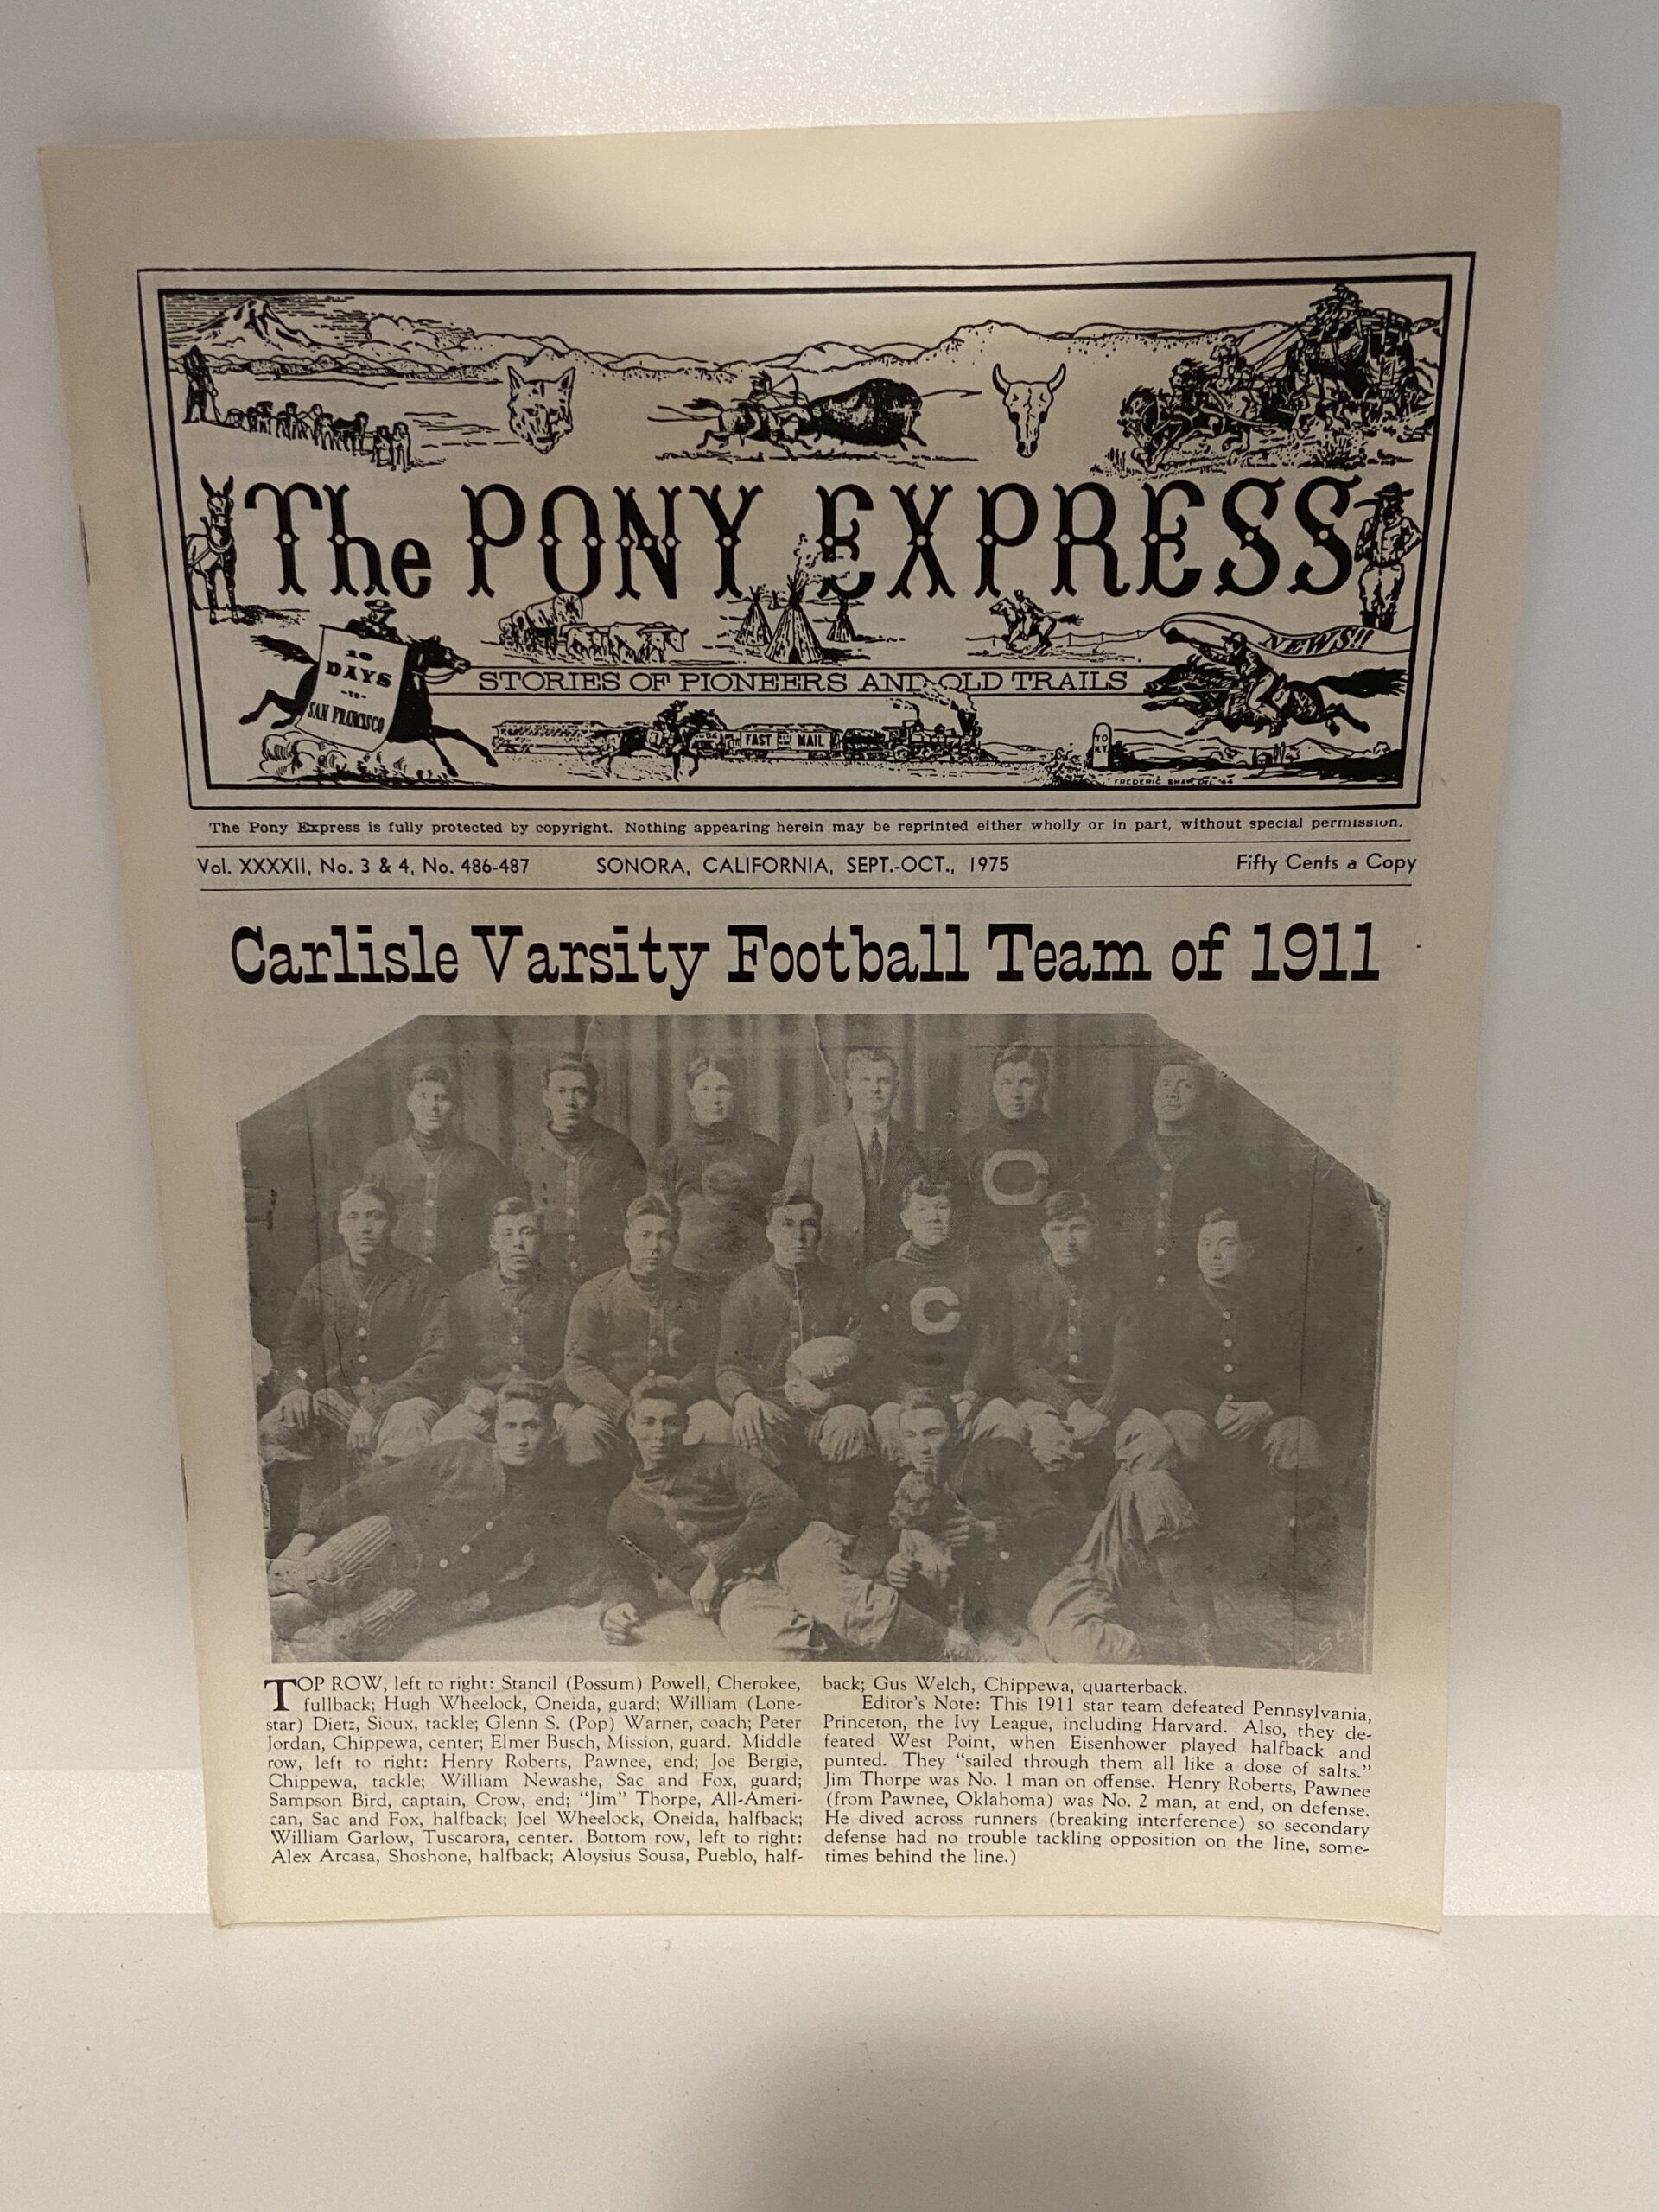 The PONY EXPRESS
10
DAYS
-TO-
SAN FRANCISCO
NEWS!!
STORIES OF PIONEERS AND OLD TRAILS
FAST MAIL
TO
N.Y.
FREDERIC SHAW, DEL. '44
The Pony Express is fully protected by copyright. Nothing appearing herein may be reprinted either wholly or in part, without special permission.
Vol. XXXXII, No. 3 & 4, No. 486-487 SONORA, CALIFORNIA, SEPT.-OCT., 1975 Fifty Cents a Copy
Carlisle Varsity Football Team of 1911
C
C
C
C
TOP ROW, left to right: Stancil (Possum) Powell, Cherokee,
fullback; Hugh Wheelock, Oneida, guard; William (Lone-
star) Dietz, Sioux, tackle; Glenn S. (Pop) Warner, coach; Peter
Jordan, Chippewa, center; Elmer Busch, Mission, guard. Middle
row, left to right: Henry Roberts, Pawnee, end; Joe Bergie,
Chippewa, tackle; William Newashe, Sac and Fox, guard;
Sampson Bird, captain, Crow, end; "Jim" Thorpe, All-Ameri-
can, Sac and Fox, halfback; Joel Wheelock, Oneida, halfback;
William Garlow, Tuscarora, center. Bottom row, left to right:
Alex Arcasa, Shoshone, halfback; Aloysius Sousa, Pueblo, half-
back; Gus Welch, Chippewa, quarterback.
Editor's Note: This 1911 star team defeated Pennsylvania,
Princeton, the Ivy League, including Harvard. Also, they de-
feated West Point, when Eisenhower played halfback and
punted. They "sailed through them all like a dose of salts."
Jim Thorpe was No. 1 man on offense. Henry Roberts, Pawnee
(from Pawnee, Oklahoma) was No. 2 man, at end, on defense.
He dived across runners (breaking interference) so secondary
defense had no trouble tackling opposition on the line, some-
times behind the line.)